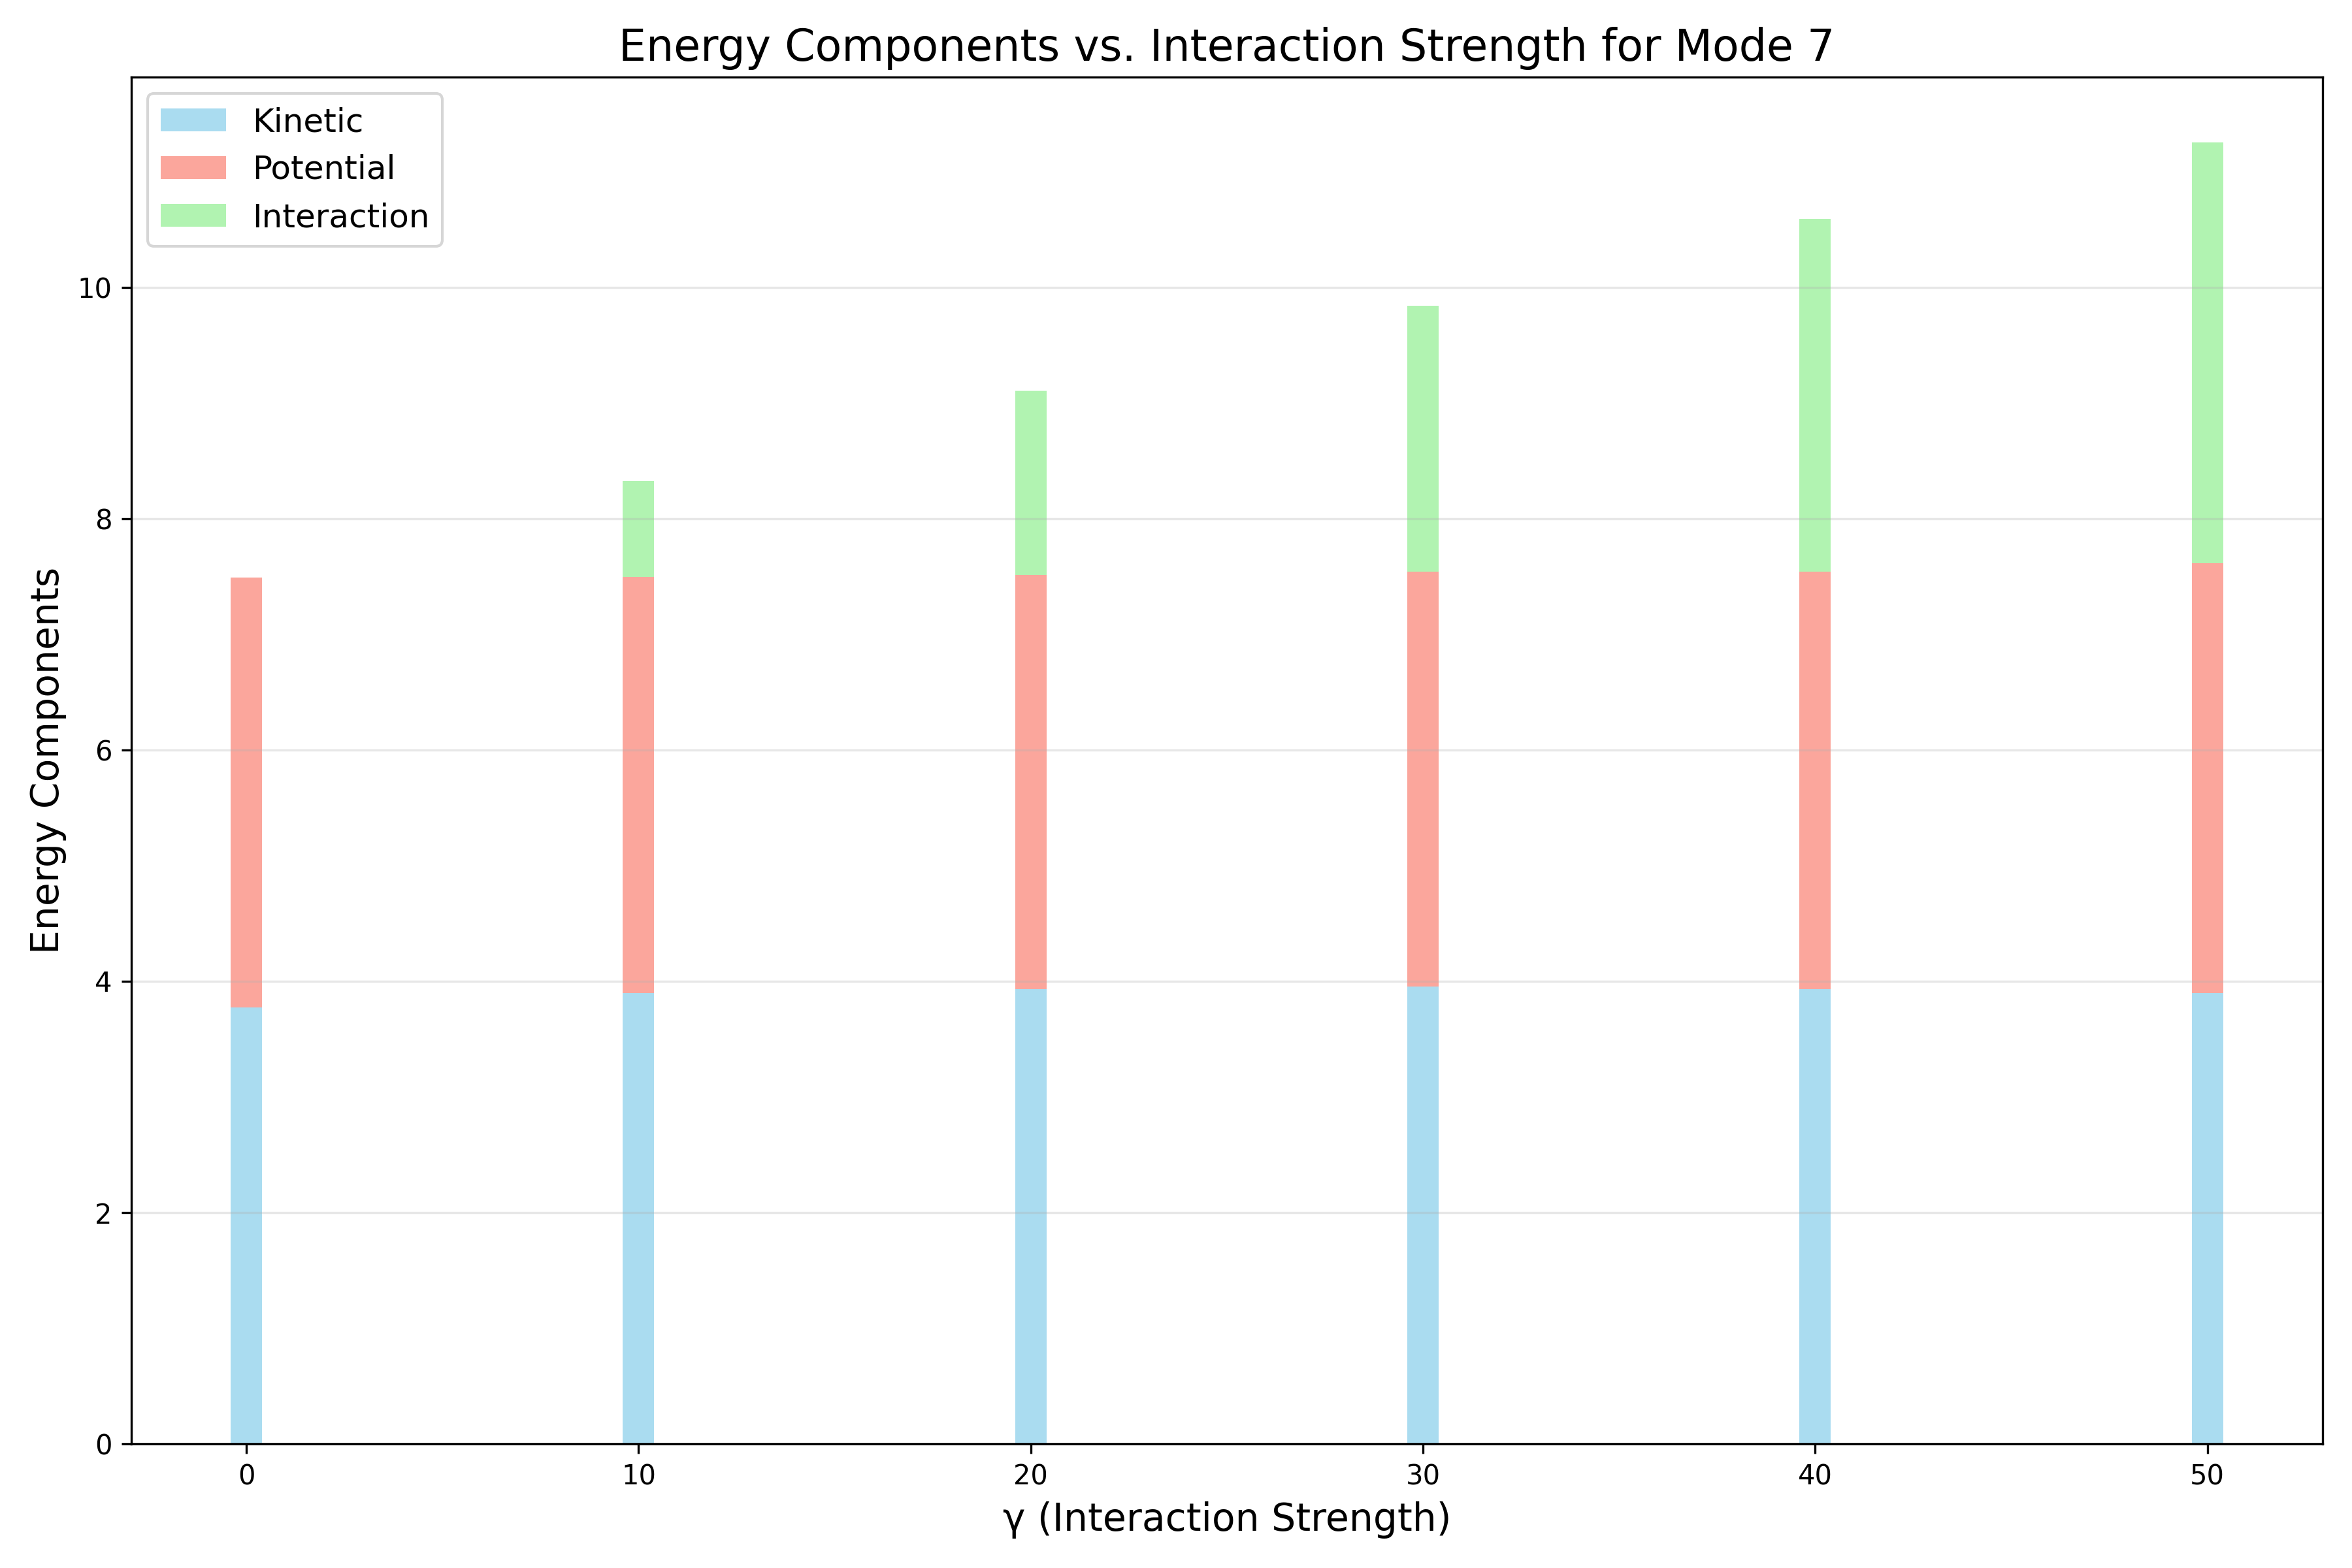 Energy Components vs. Interaction Strength for Mode 7
Kinetic
Potential
Interaction
Energy Components
10
8
6
4
2
0
0 10 20 30 40 50
γ (Interaction Strength)